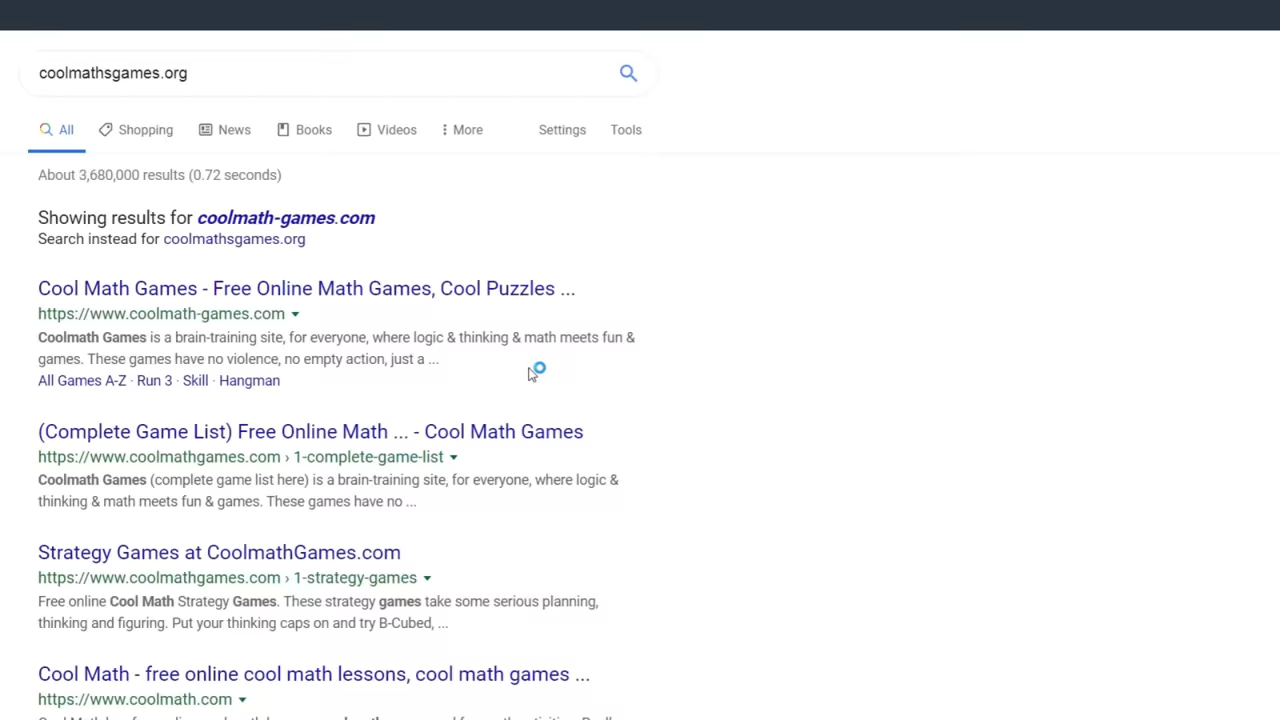 coolmathsgames.org
All Shopping News Books Videos More Settings Tools
About 3,680,000 results (0.72 seconds)
Showing results for coolmath-games.com
Search instead for coolmathsgames.org
Cool Math Games - Free Online Math Games, Cool Puzzles ...
https://www.coolmath-games.com
Coolmath Games is a brain-training site, for everyone, where logic & thinking & math meets fun &
games. These games have no violence, no empty action, just a ...
All Games A-Z · Run 3 · Skill · Hangman
(Complete Game List) Free Online Math ... - Cool Math Games
https://www.coolmathgames.com › 1-complete-game-list
Coolmath Games (complete game list here) is a brain-training site, for everyone, where logic &
thinking & math meets fun & games. These games have no ...
Strategy Games at CoolmathGames.com
https://www.coolmathgames.com › 1-strategy-games
Free online Cool Math Strategy Games. These strategy games take some serious planning,
thinking and figuring. Put your thinking caps on and try B-Cubed, ...
Cool Math - free online cool math lessons, cool math games ...
https://www.coolmath.com